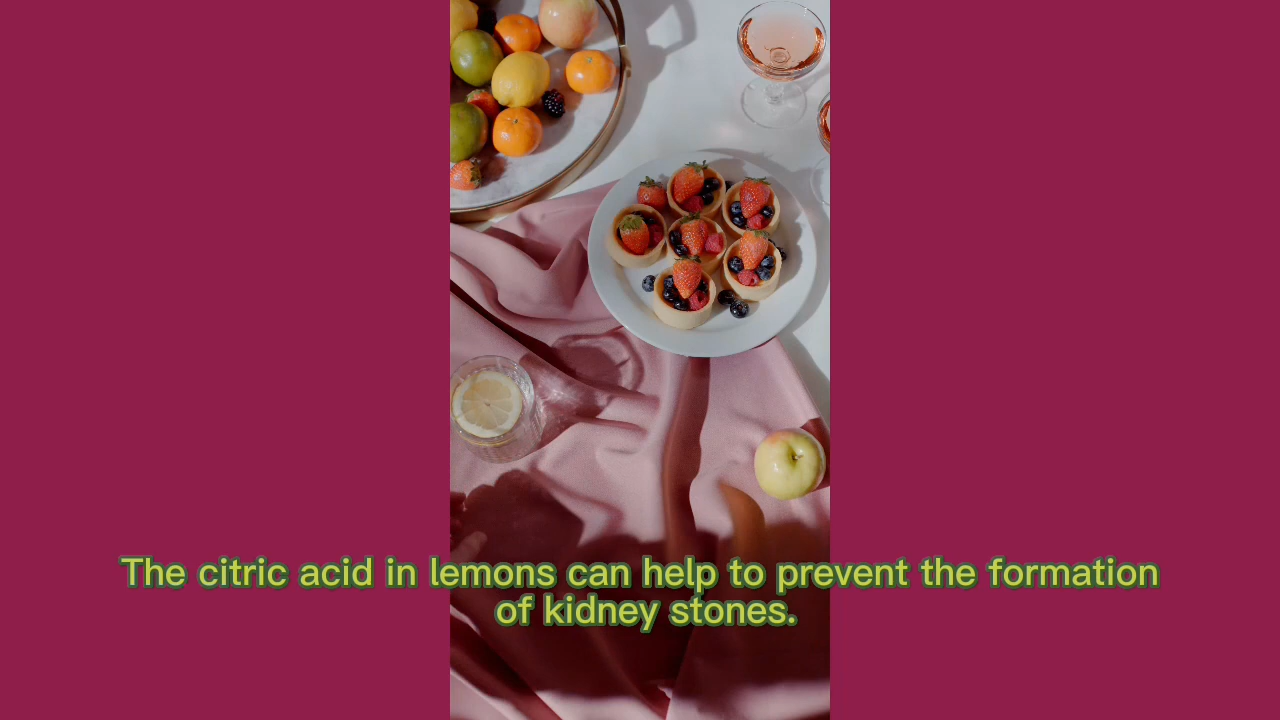 The citric acid in lemons can help to prevent the formation
of kidney stones.